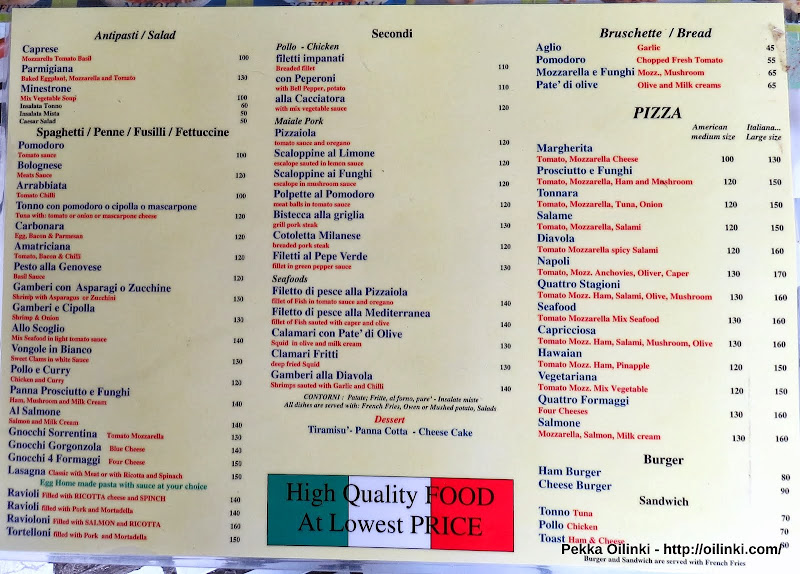 Antipasti / Salad
Caprese
Mozzarella Tomato Basil 100
Parmigiana
Baked Eggplant, Mozzarella and Tomato 130
Minestrone
Mix Vegetable Soup 100
Insalata Tonno 60
Insalata Mista 50
Caesar Salad 50
Spaghetti / Penne / Fusilli / Fettuccine
Pomodoro
Tomato sauce 100
Bolognese
Meats Sauce 120
Arrabbiata
Tomato Chilli 100
Tonno con pomodoro o cipolla o mascarpone
Tuna with: tomato or onion or mascarpone cheese 120
Carbonara
Egg, Bacon & Parmesan 120
Amatriciana
Tomato, Bacon & Chilli 120
Pesto alla Genovese
Basil Sauce 120
Gamberi con Asparagi o Zucchine
Shrimp with Asparagus or Zucchini 130
Gamberi e Cipolla
Shrimp & Onion 130
Allo Scoglio
Mix Seafood in light tomato sauce 130
Vongole in Bianco
Sweet Clams in white Sauce 130
Pollo e Curry
Chicken and Curry 120
Panna Prosciutto e Funghi
Ham, Mushroom and Milk Cream 140
Al Salmone
Salmon and Milk Cream 140
Gnocchi Sorrentina Tomato Mozzarella 130
Gnocchi Gorgonzola Blue Cheese 140
Gnocchi 4 Formaggi Four Cheese 150
Lasagna Classic with Meat or with Ricotta and Spinach 150
Egg Home made pasta with sauce at your choice
Ravioli Filled with RICOTTA cheese and SPINCH 140
Ravioli filled with Pork and Mortadella 140
Ravioloni Filled with SALMON and RICOTTA 160
Tortelloni filled with Pork and Mortadella 150
Secondi
Pollo - Chicken
filetti impanati
Breaded fillet 110
con Peperoni
with Bell Pepper, potato 110
alla Cacciatora
with mix vegetable sauce 120
Maiale Pork
Pizzaiola
tomato sauce and oregano 120
Scaloppine al Limone
escalope sauted in lemon sauce 120
Scaloppine ai Funghi
escalope in mushroom sauce 120
Polpette al Pomodoro
meat balls in tomato sauce 120
Bistecca alla griglia
grill pork steak 130
Cotoletta Milanese
breaded pork steak 120
Filetti al Pepe Verde
fillet in green pepper sauce 130
Seafoods
Filetto di pesce alla Pizzaiola
fillet of Fish in tomato sauce and oregano 140
Filetto di pesce alla Mediterranea
fillet of Fish sauted with caper and olive 140
Calamari con Pate' di Olive
Squid in olive and milk cream 140
Clamari Fritti
deep fried Squid 130
Gamberi alla Diavola
Shrimps sauted with Garlic and Chilli 140
CONTORNI : Patate; Fritte, al forno, pure' - Insalate miste
All dishes are served with: French Fries, Owen or Mashed potato, Salads
Dessert
Tiramisu'- Panna Cotta - Cheese Cake
High Quality FOOD
At Lowest PRICE
Bruschette / Bread
Aglio Garlic 45
Pomodoro Chopped Fresh Tomato 55
Mozzarella e Funghi Mozz., Mushroom 65
Pate' di olive Olive and Milk creams 65
PIZZA
American medium size Italiana... Large size
Margherita
Tomato, Mozzarella Cheese 100 130
Prosciutto e Funghi
Tomato, Mozzarella, Ham and Mushroom 120 150
Tonnara
Tomato, Mozzarella, Tuna, Onion 120 150
Salame
Tomato, Mozzarella, Salami 120 150
Diavola
Tomato Mozzarella spicy Salami 120 160
Napoli
Tomato, Mozz. Anchovies, Oliver, Caper 130 170
Quattro Stagioni
Tomato Mozz. Ham, Salami, Olive, Mushroom 130 160
Seafood
Tomato Mozzarella Mix Seafood 130 160
Capricciosa
Tomato Mozz. Ham, Salami, Mushroom, Olive 130 160
Hawaian
Tomato Mozz. Ham, Pinapple 120 150
Vegetariana
Tomato Mozz. Mix Vegetable 120 150
Quattro Formaggi
Four Cheeses 130 160
Salmone
Mozzarella, Salmon, Milk cream 130 160
Burger
Ham Burger 80
Cheese Burger 90
Sandwich
Tonno Tuna 70
Pollo Chicken 70
Toast Ham & Cheese 60
Burger and Sandwich are served with French Fries
Pekka Oilinki - http://oilinki.com/